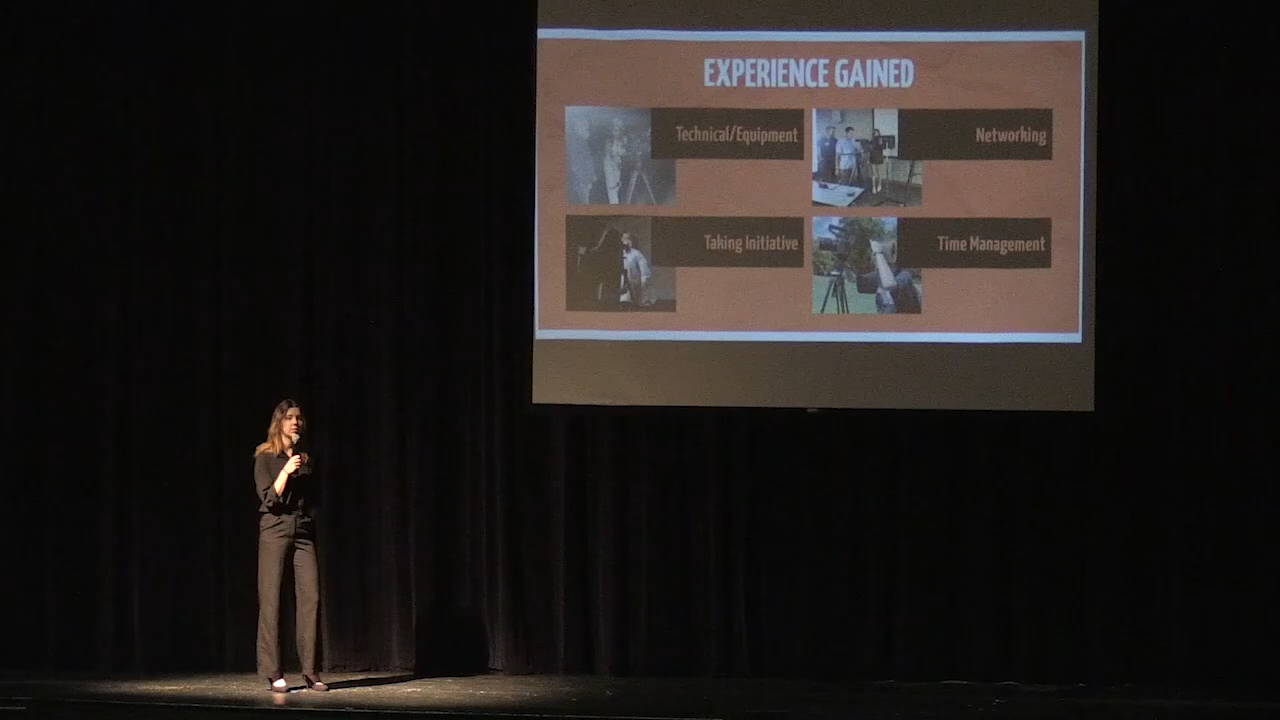 EXPERIENCE GAINED
Technical/Equipment
Networking
Taking Initiative
Time Management